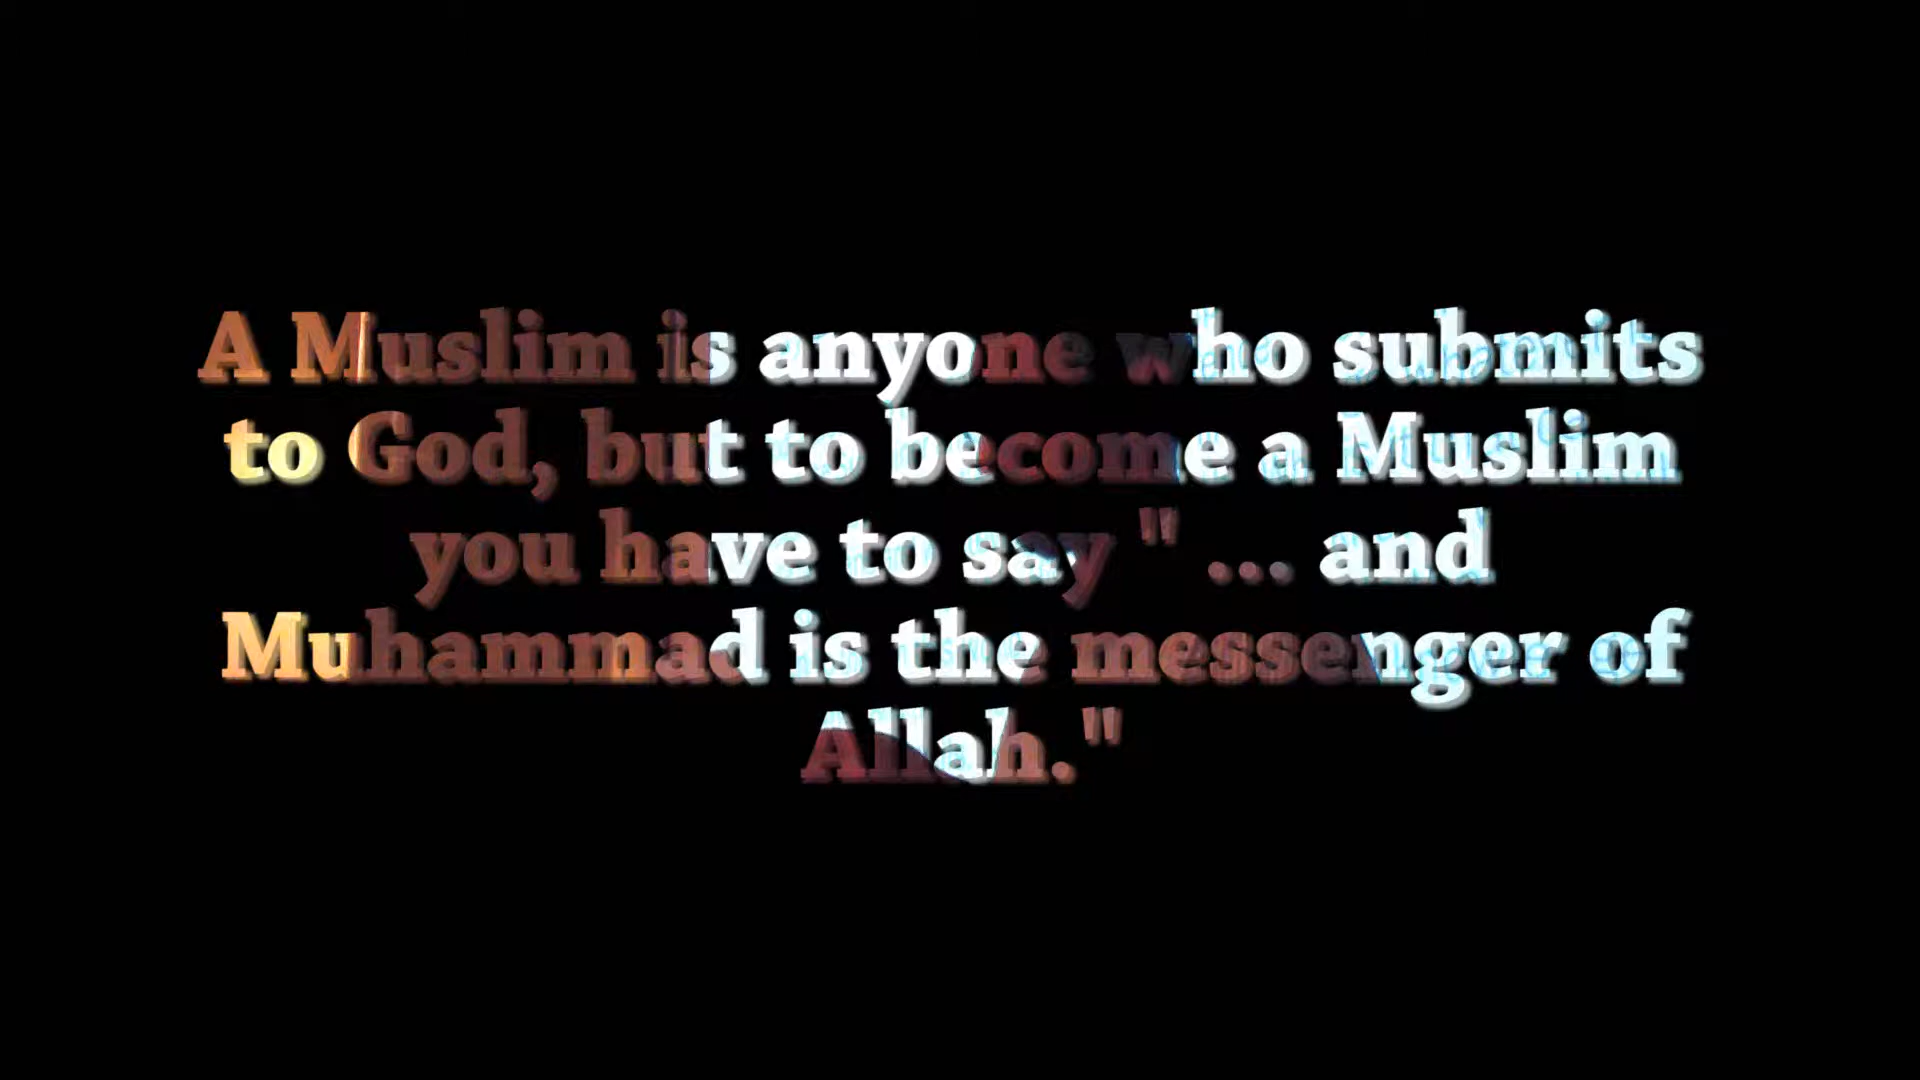 A Muslim is anyone who submits
to God, but to become a Muslim
you have to say " ... and
Muhammad is the messenger of
Allah."